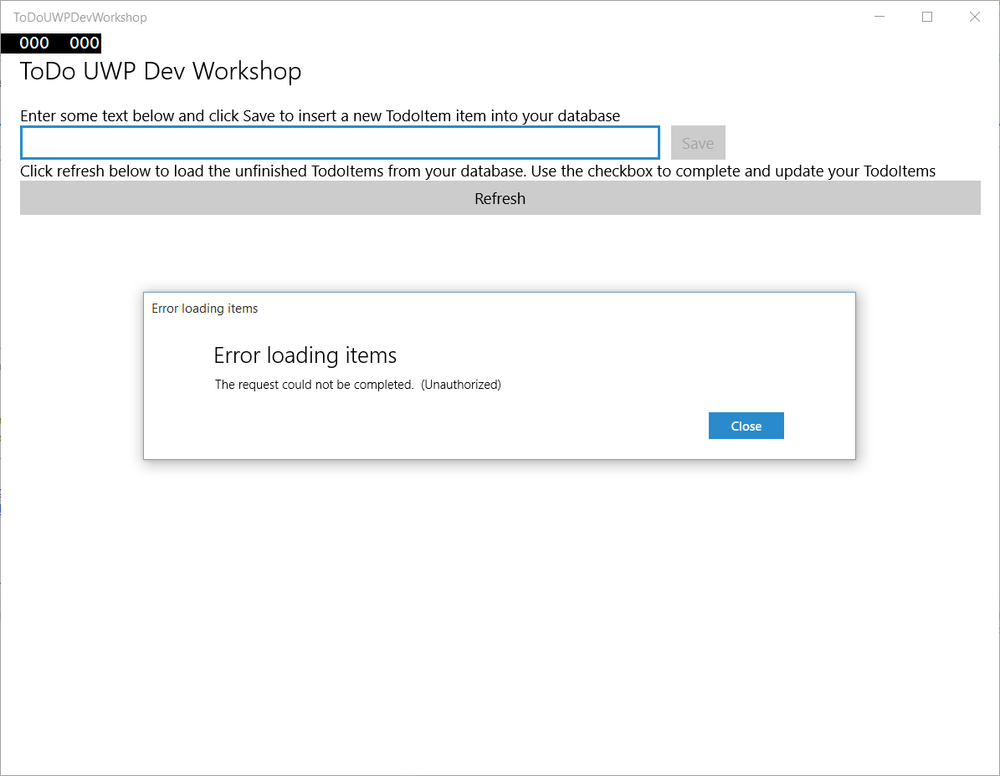 ToDoUWPDevWorkshop
000 000
ToDo UWP Dev Workshop
Enter some text below and click Save to insert a new TodoItem item into your database
Save
Click refresh below to load the unfinished TodoItems from your database. Use the checkbox to complete and update your TodoItems
Refresh
Error loading items
Error loading items
The request could not be completed.  (Unauthorized)
Close